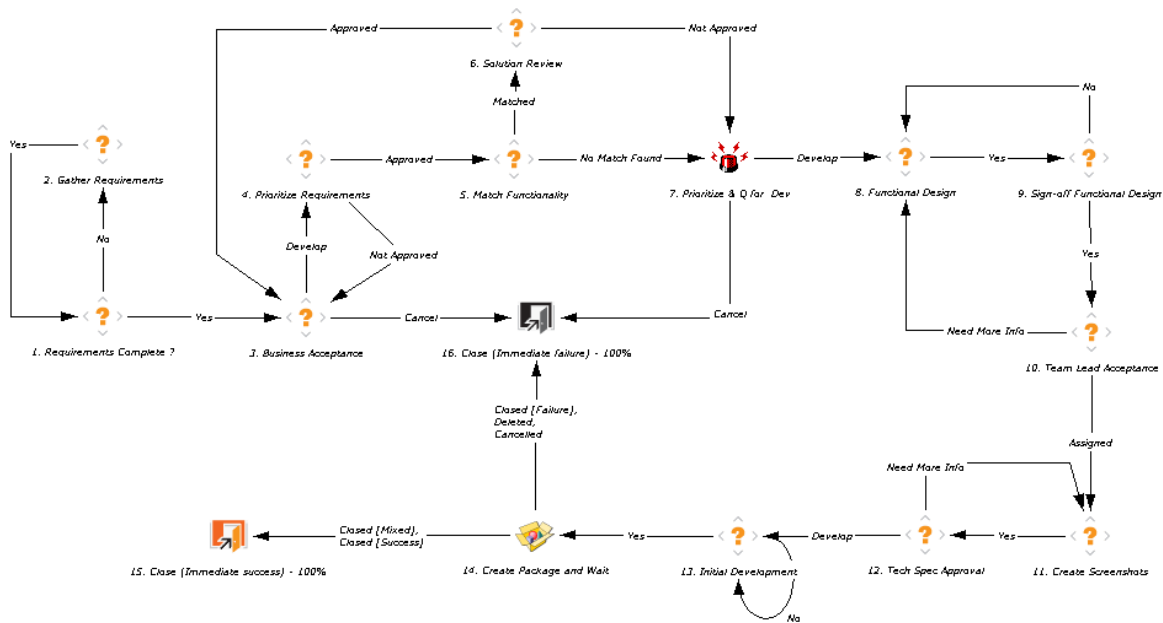 Approved
Not Approved
6. Solution Review
Matched
No
Yes
2. Gather Requirements
Approved
No Match Found
Develop
Yes
4. Prioritize Requirements
5. Match Functionality
7. Prioritize & Q for Dev
8. Functional Design
9. Sign-off Functional Design
No
Develop
Not Approved
Yes
Yes
Cancel
Cancel
Need More Info
1. Requirements Complete ?
3. Business Acceptance
16. Close (Immediate failure) - 100%
10. Team Lead Acceptance
Closed [Failure],
Deleted,
Cancelled
Assigned
Need More Info
Closed [Mixed],
Closed [Success]
Yes
Develop
Yes
15. Close (Immediate success) - 100%
14. Create Package and Wait
13. Initial Development
12. Tech Spec Approval
11. Create Screenshots
No